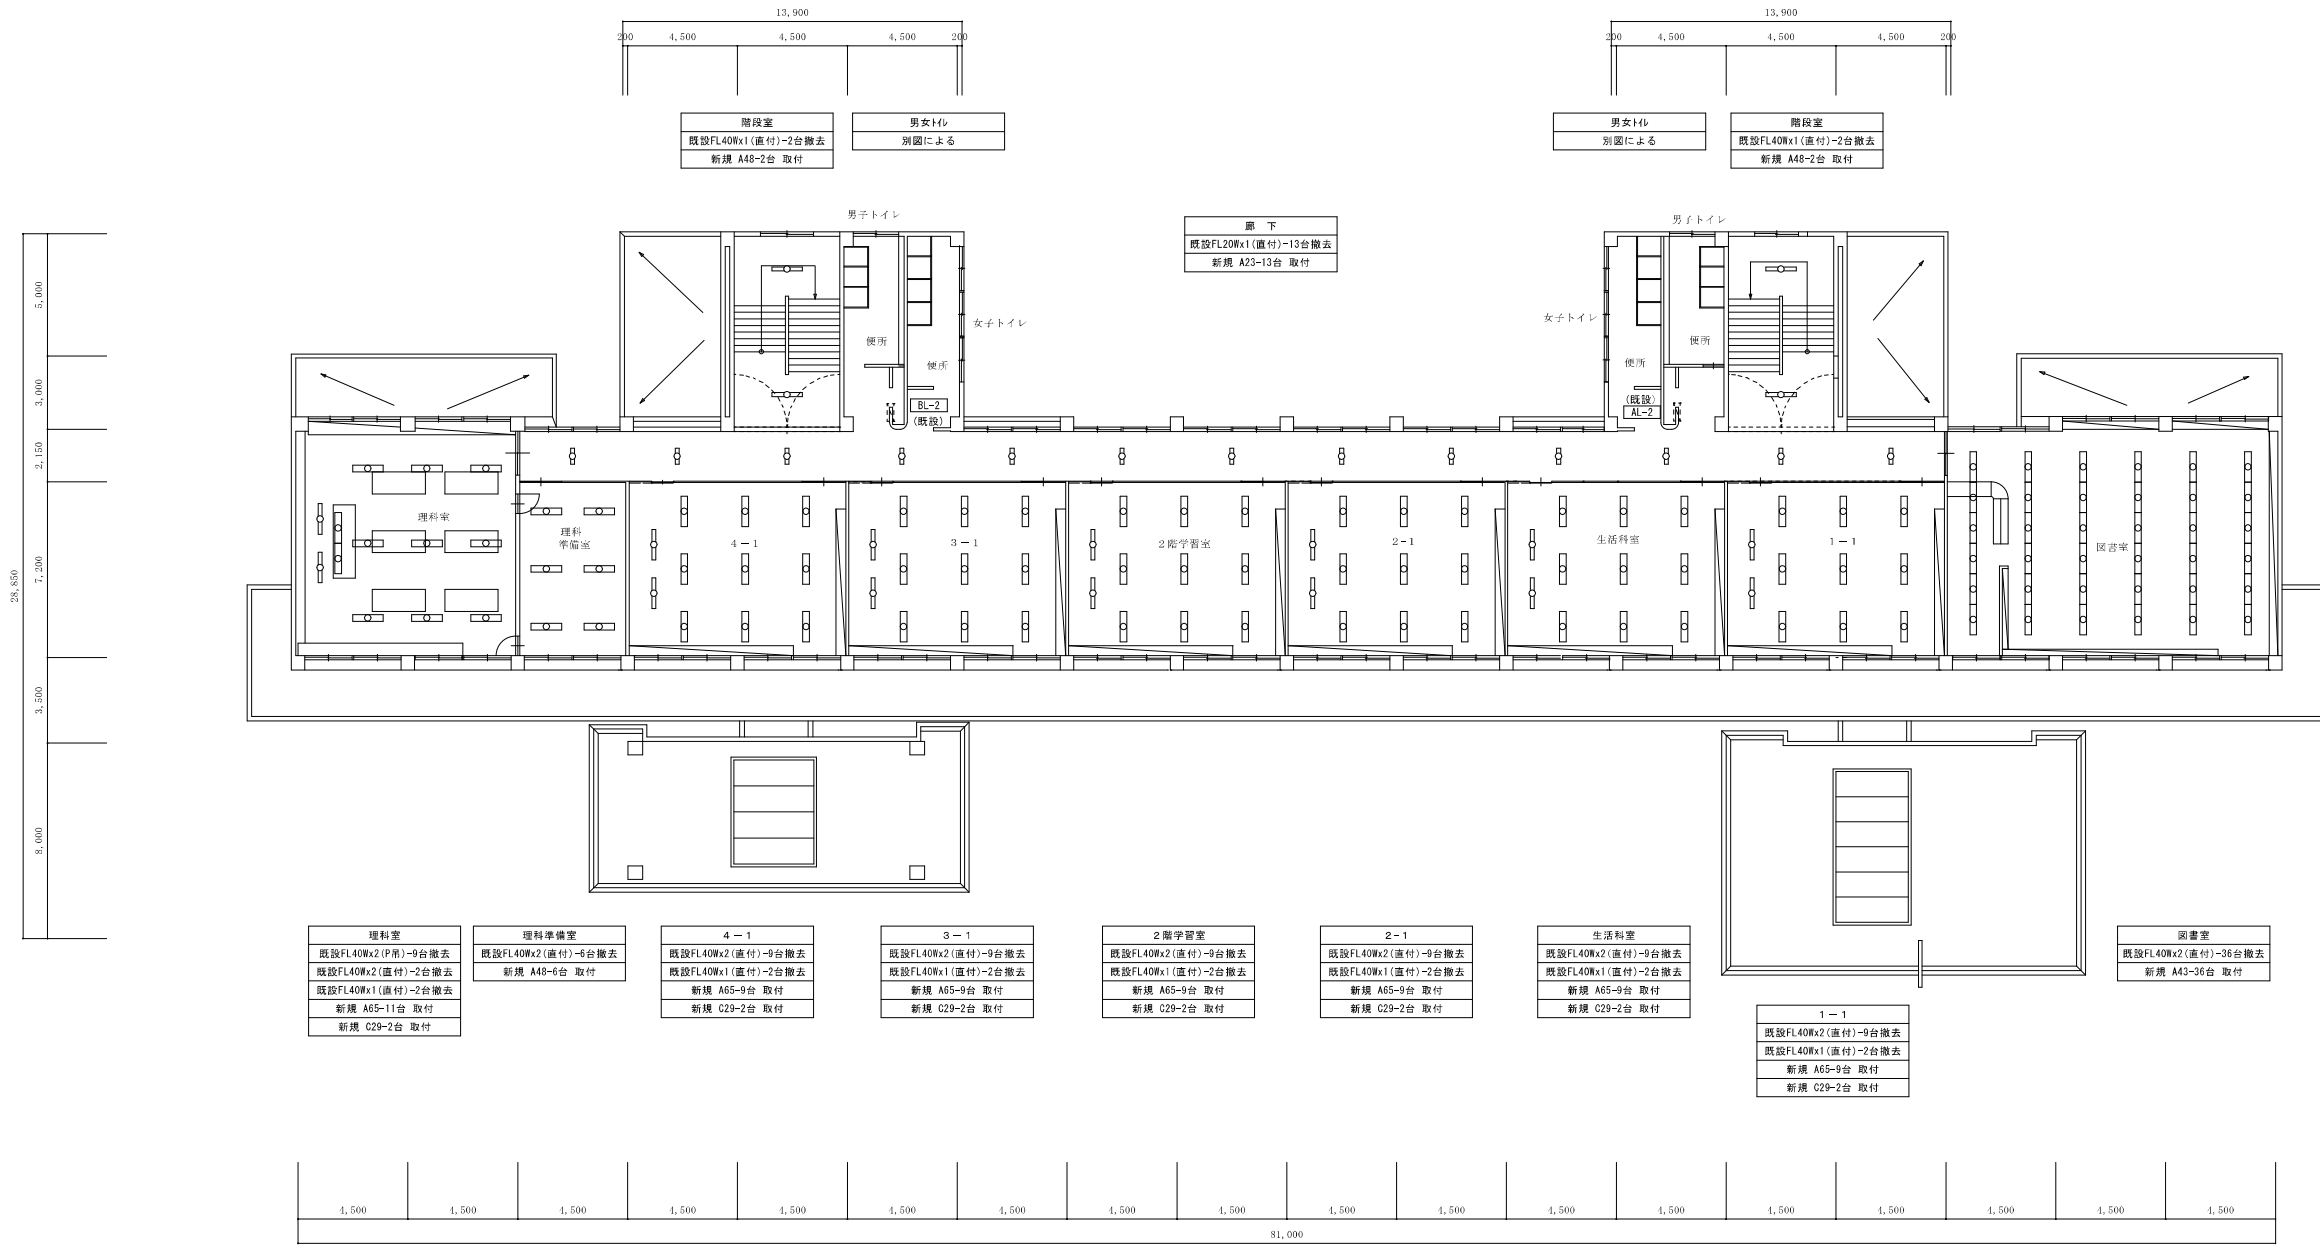 13,900
13,900
200 4,500 4,500 4,500 200
200 4,500 4,500 4,500 200
階段室
既設FL40Wx1(直付)-2台撤去
新規 A48-2台 取付
男女ﾄｲﾚ
別図による
男女ﾄｲﾚ
別図による
階段室
既設FL40Wx1(直付)-2台撤去
新規 A48-2台 取付
男子トイレ
廊 下
既設FL20Wx1(直付)-13台撤去
新規 A23-13台 取付
男子トイレ
女子トイレ
女子トイレ
便所
便所
便所
便所
BL-2
(既設)
(既設)
AL-2
5,000
3,000
2,150
7,200
3,500
8,000
28,850
理科室
理科
準備室
4-1
3-1
2階学習室
2-1
生活科室
1-1
図書室
理科室
既設FL40Wx2(P吊)-9台撤去
既設FL40Wx2(直付)-2台撤去
既設FL40Wx1(直付)-2台撤去
新規 A65-11台 取付
新規 C29-2台 取付
理科準備室
既設FL40Wx2(直付)-6台撤去
新規 A48-6台 取付
4－1
既設FL40Wx2(直付)-9台撤去
既設FL40Wx1(直付)-2台撤去
新規 A65-9台 取付
新規 C29-2台 取付
3－1
既設FL40Wx2(直付)-9台撤去
既設FL40Wx1(直付)-2台撤去
新規 A65-9台 取付
新規 C29-2台 取付
2階学習室
既設FL40Wx2(直付)-9台撤去
既設FL40Wx1(直付)-2台撤去
新規 A65-9台 取付
新規 C29-2台 取付
2-1
既設FL40Wx2(直付)-9台撤去
既設FL40Wx1(直付)-2台撤去
新規 A65-9台 取付
新規 C29-2台 取付
生活科室
既設FL40Wx2(直付)-9台撤去
既設FL40Wx1(直付)-2台撤去
新規 A65-9台 取付
新規 C29-2台 取付
図書室
既設FL40Wx2(直付)-36台撤去
新規 A43-36台 取付
1－1
既設FL40Wx2(直付)-9台撤去
既設FL40Wx1(直付)-2台撤去
新規 A65-9台 取付
新規 C29-2台 取付
4,500 4,500 4,500 4,500 4,500 4,500 4,500 4,500 4,500 4,500 4,500 4,500 4,500 4,500 4,500 4,500 4,500 4,500
81,000